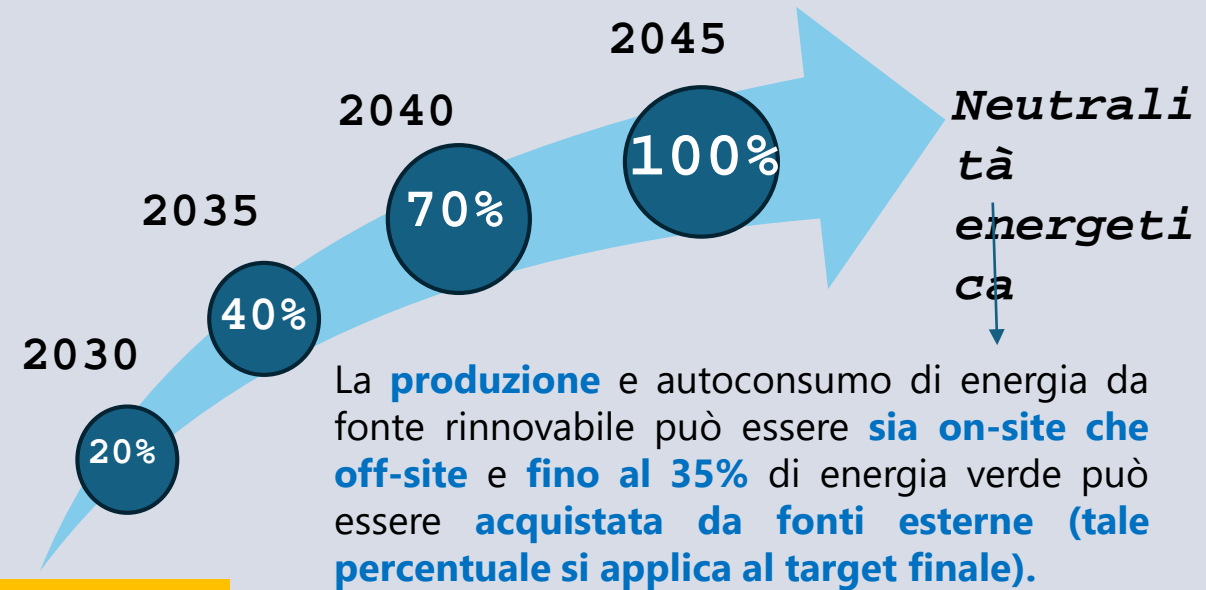 2045
2040
2035
2030
100%
70%
40%
20%
Neutrali
tà
energeti
ca
La produzione e autoconsumo di energia da
fonte rinnovabile può essere sia on-site che
off-site e fino al 35% di energia verde può
essere acquistata da fonti esterne (tale
percentuale si applica al target finale).